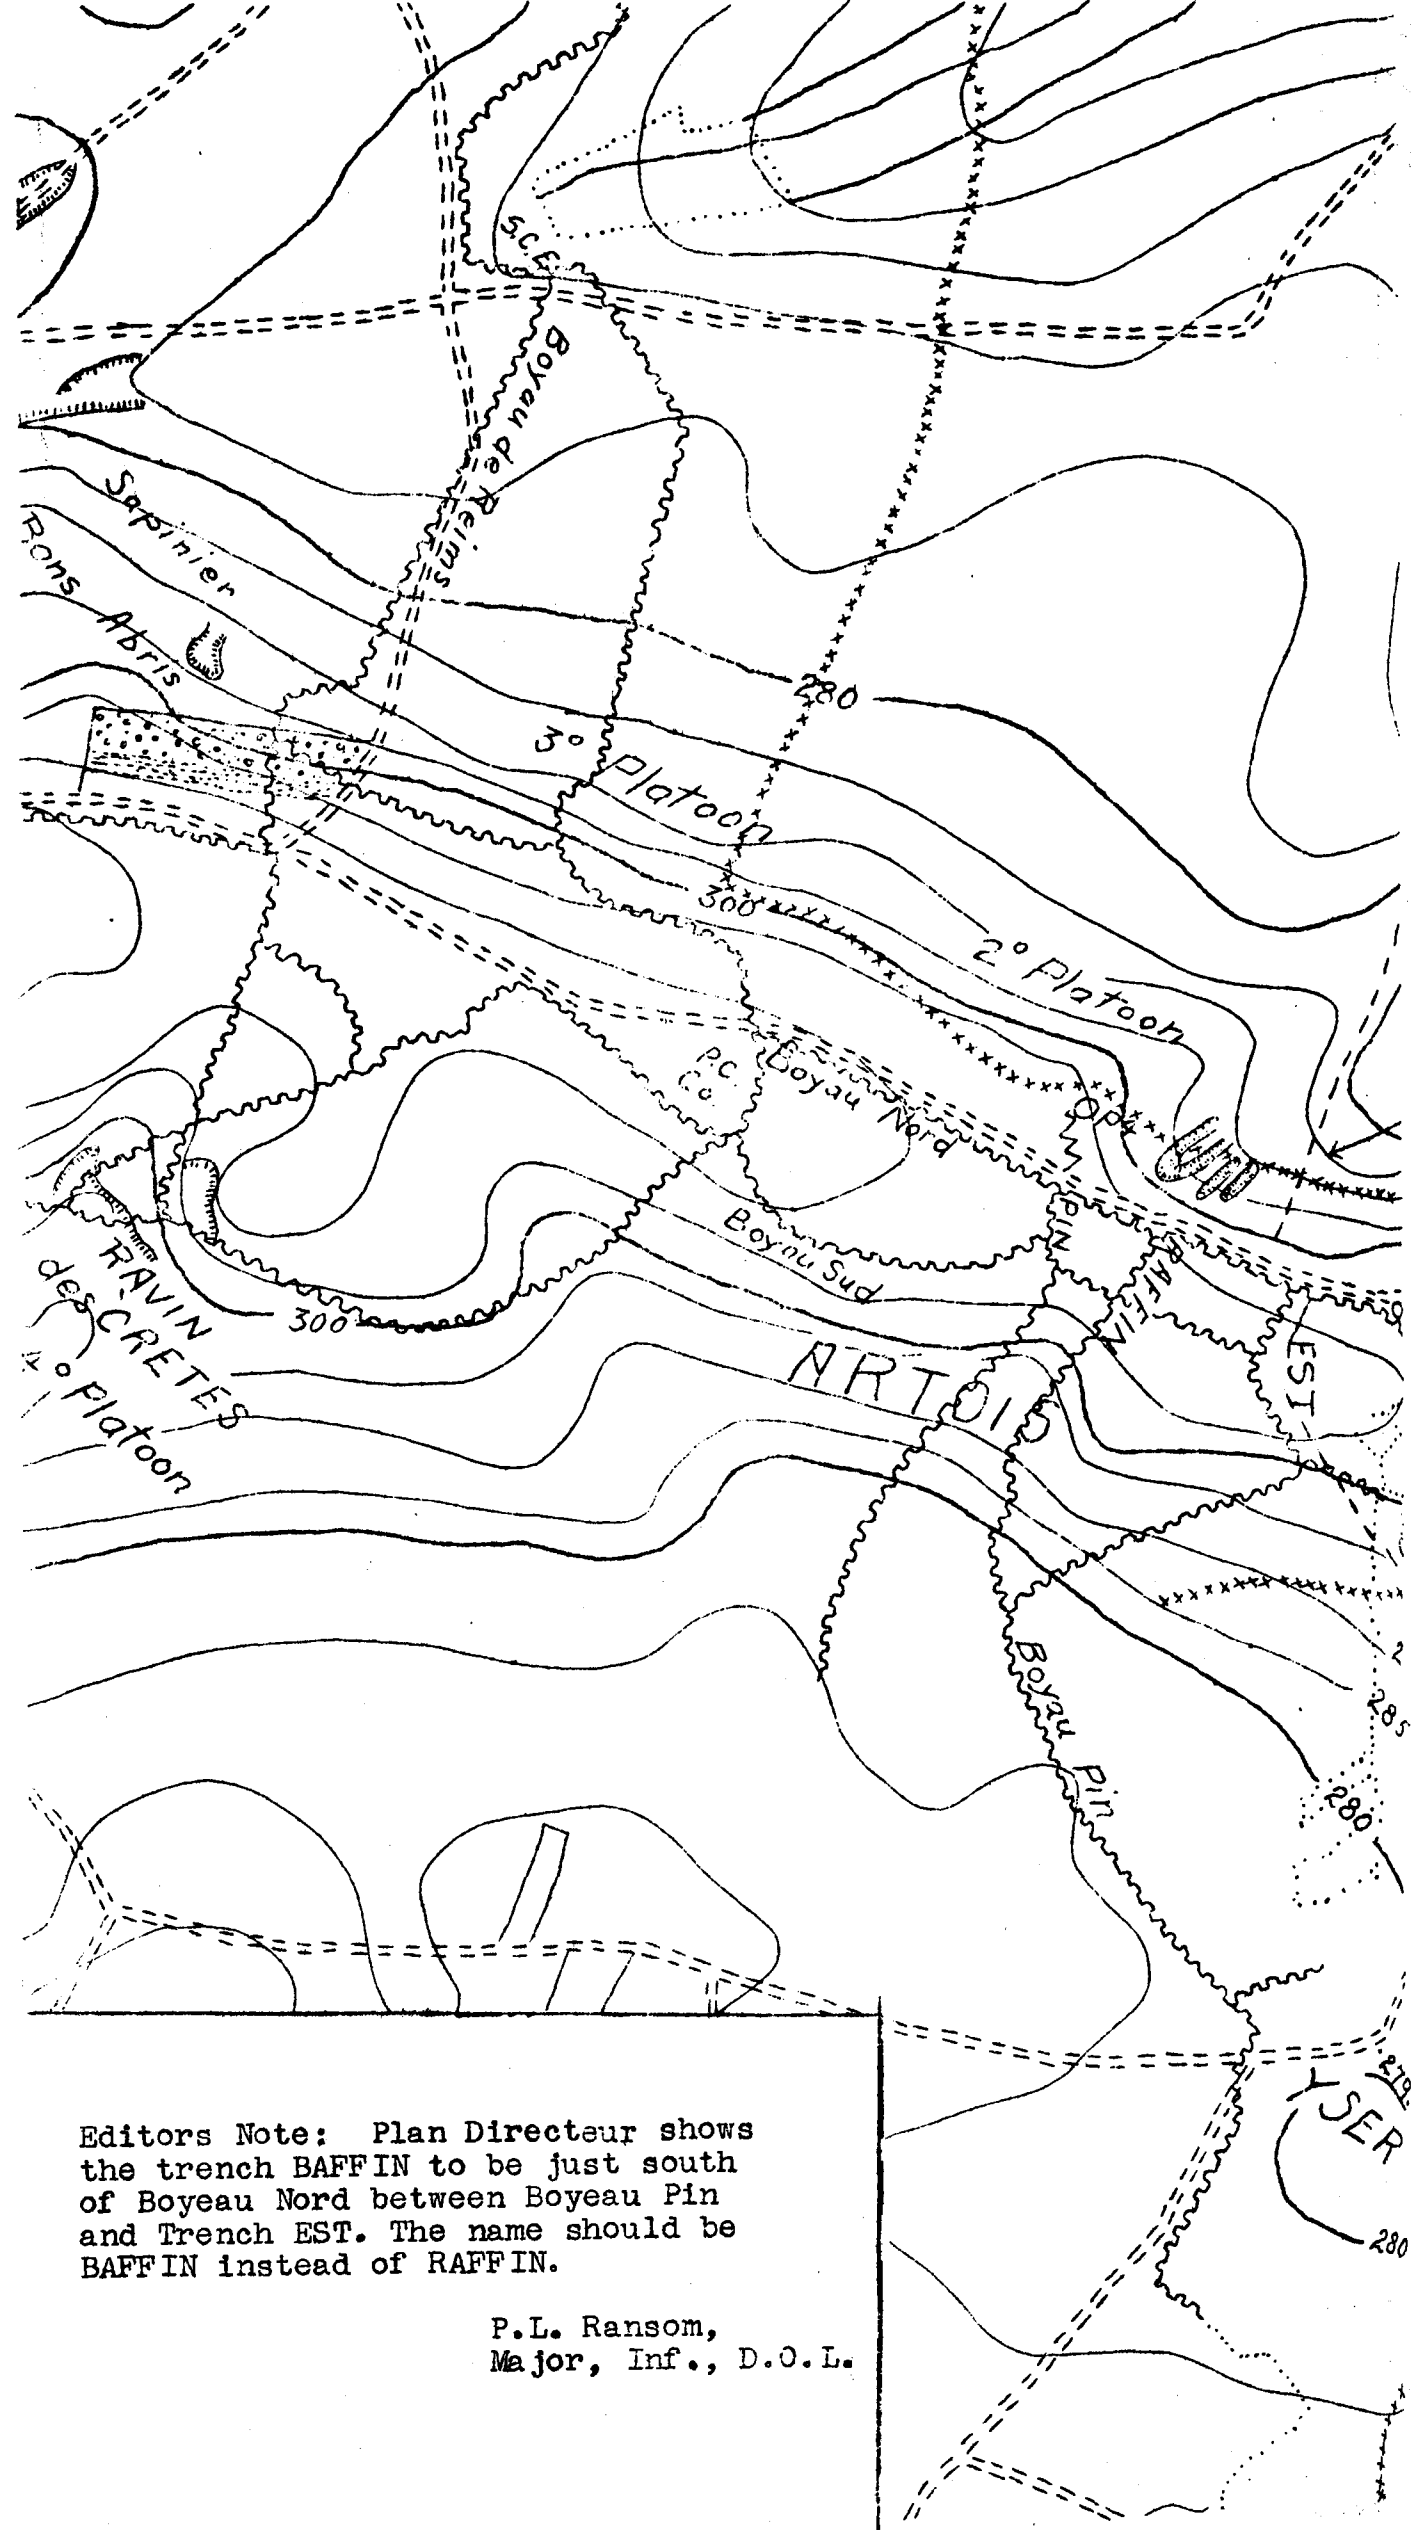 S.C.E.
Boyau de Reims
Sapinier
Bons Abris
280
3° Platoon
300
2° Platoon
P.C.
Co.
Boyau Nord
OP
PIN
RAFFIN
Boyau Sud
EST
RAVIN
des CRETES
300
° Platoon
ARTOIS
Boyau Pin
285
280
279
YSER
280
Editors Note: Plan Directeur shows
the trench BAFFIN to be just south
of Boyeau Nord between Boyeau Pin
and Trench EST. The name should be
BAFFIN instead of RAFFIN.
P.L. Ransom,
Major, Inf., D.O.L.